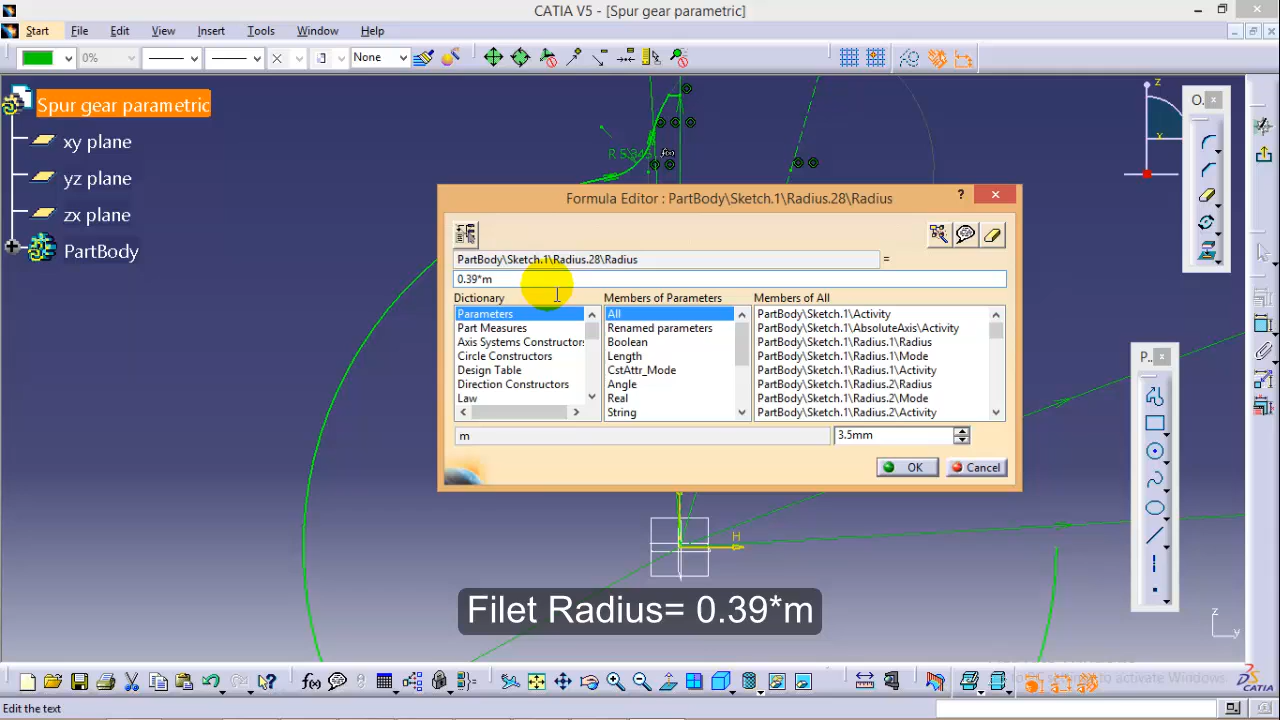 CATIA V5 - [Spur gear parametric]
Start File Edit View Insert Tools Window Help
0% None
Spur gear parametric
xy plane
yz plane
zx plane
PartBody
z
H
Formula Editor : PartBody\Sketch.1\Radius.28\Radius
?
PartBody\Sketch.1\Radius.28\Radius =
0.39*m
Dictionary Members of Parameters Members of All
Parameters All PartBody\Sketch.1\Activity
Part Measures Renamed parameters PartBody\Sketch.1\AbsoluteAxis\Activity
Axis Systems Constructors Boolean PartBody\Sketch.1\Radius.1\Radius
Circle Constructors Length PartBody\Sketch.1\Radius.1\Mode
Design Table CstAttr_Mode PartBody\Sketch.1\Radius.1\Activity
Direction Constructors Angle PartBody\Sketch.1\Radius.2\Radius
Law Real PartBody\Sketch.1\Radius.2\Mode
String PartBody\Sketch.1\Radius.2\Activity
m 3.5mm
OK Cancel
O..
P..
Filet Radius= 0.39*m
z
y
f(x)
to activate Windows
CATIA
Edit the text